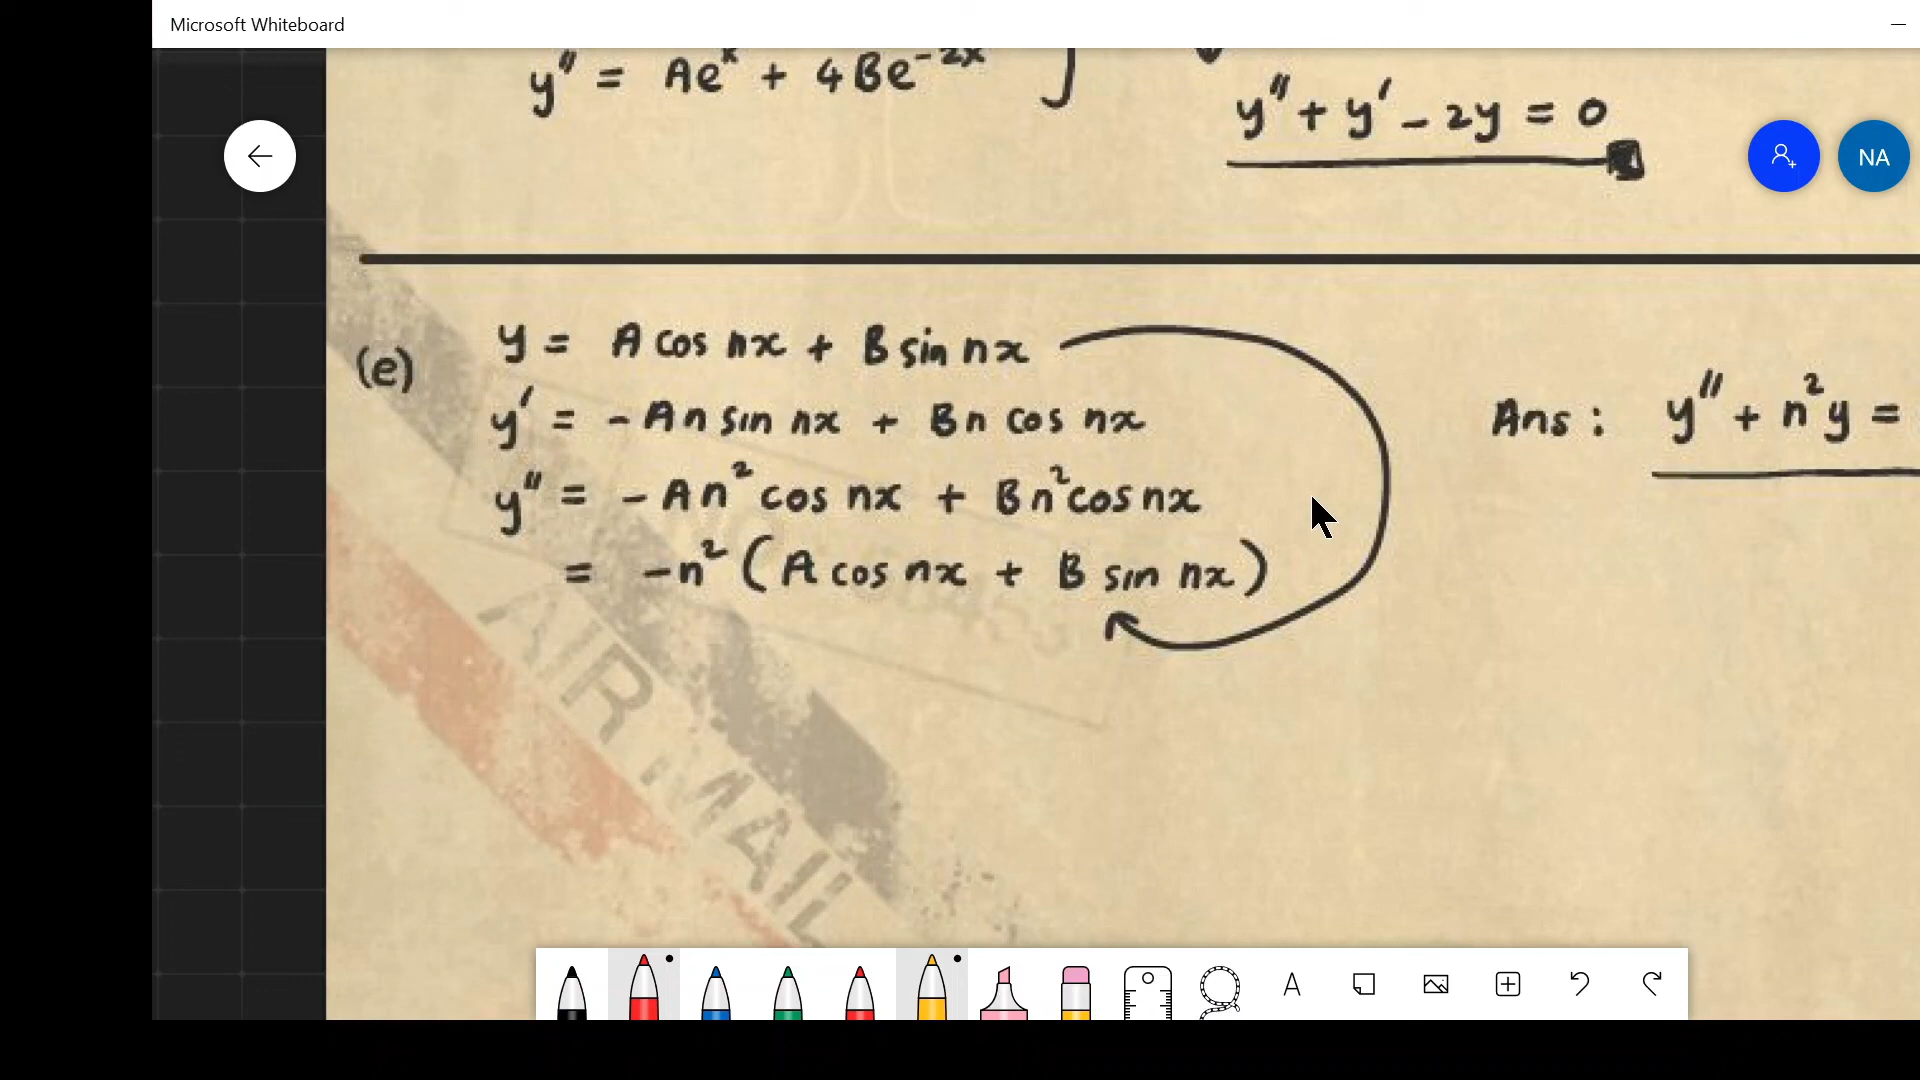 Microsoft Whiteboard
y'' = Ae^x + 4Be^-2x
y'' + y' - 2y = 0
NA
(e)
y = A cos nx + B sin nx
y' = - An sin nx + Bn cos nx
y'' = - An² cos nx + Bn² cos nx
= -n² (A cos nx + B sin nx)
Ans : y'' + n²y =
AIR MAIL
A